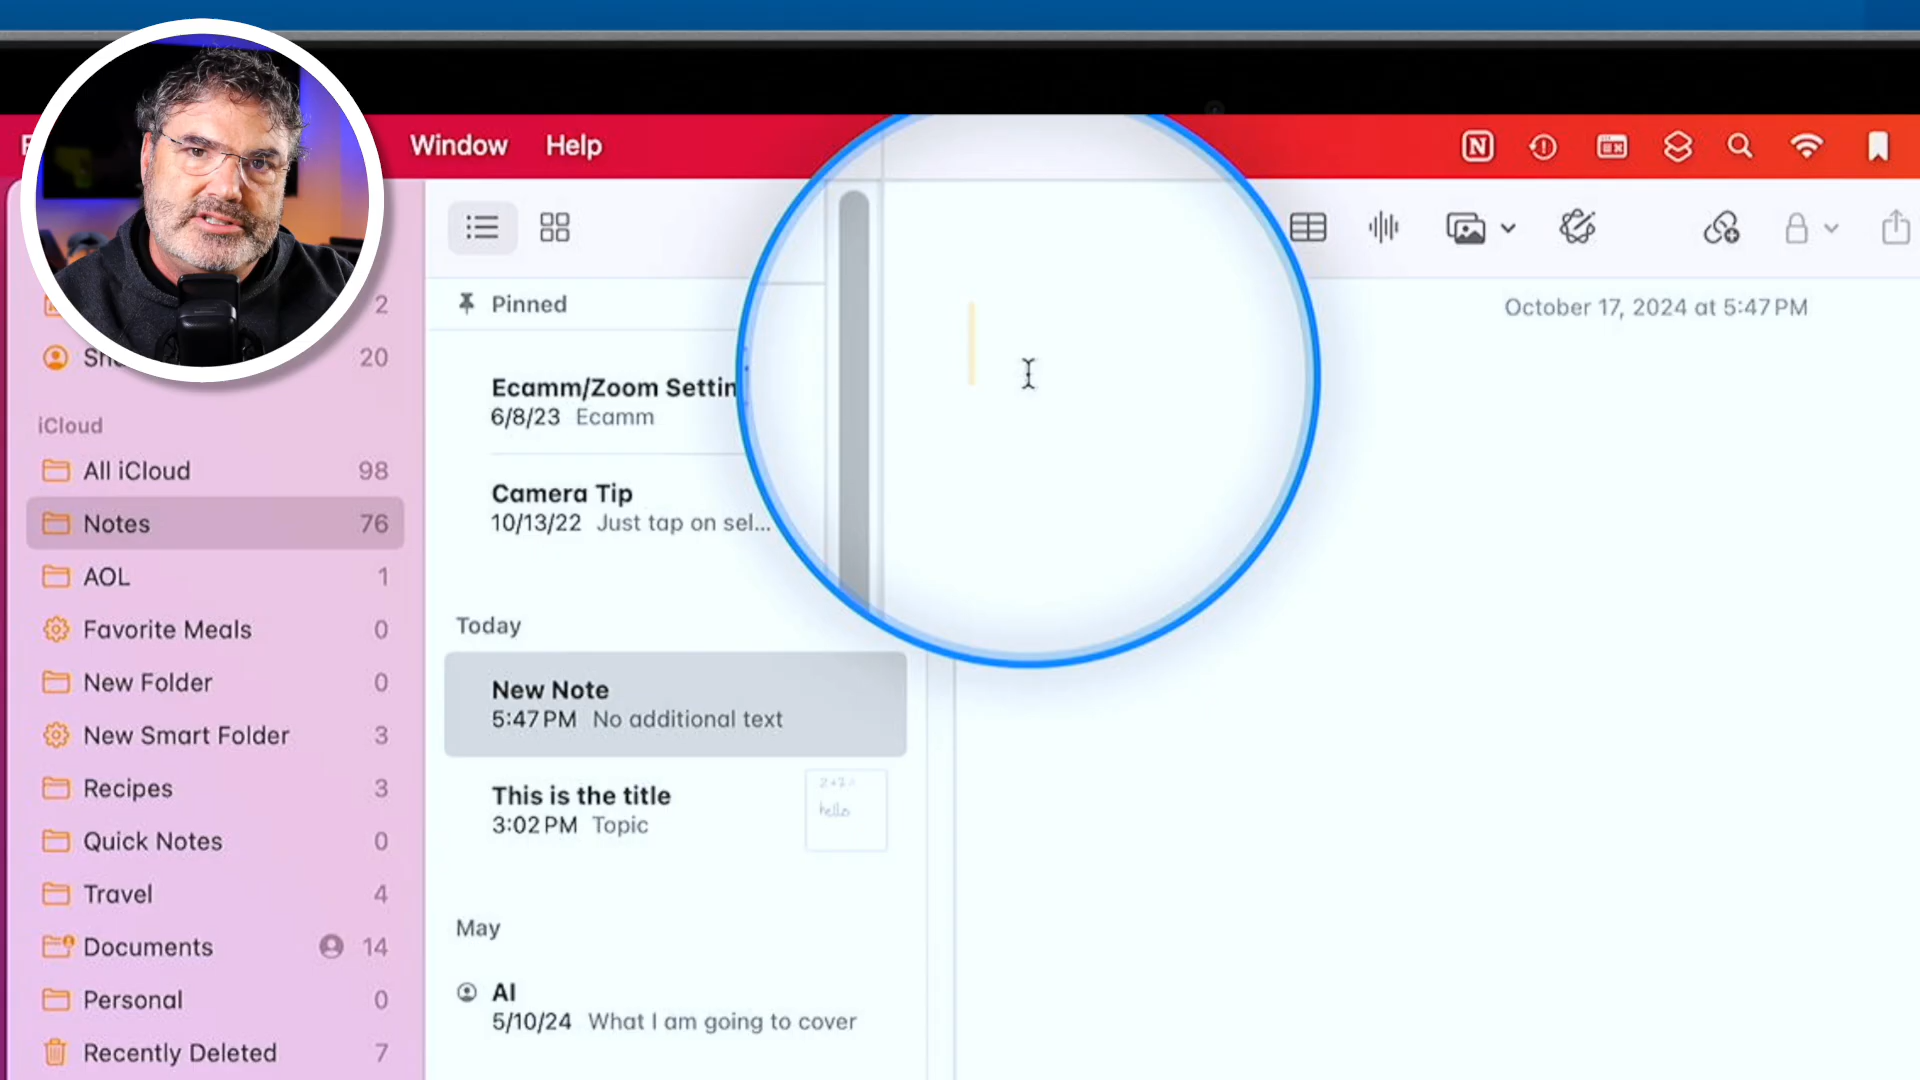 Window Help
October 17, 2024 at 5:47 PM
2
20
iCloud
All iCloud 98
Notes 76
AOL 1
Favorite Meals 0
New Folder 0
New Smart Folder 3
Recipes 3
Quick Notes 0
Travel 4
Documents 14
Personal 0
Recently Deleted 7
Pinned
Ecamm/Zoom Settin
6/8/23 Ecamm
Camera Tip
10/13/22 Just tap on sel...
Today
New Note
5:47 PM No additional text
This is the title
3:02 PM Topic
hello
May
AI
5/10/24 What I am going to cover